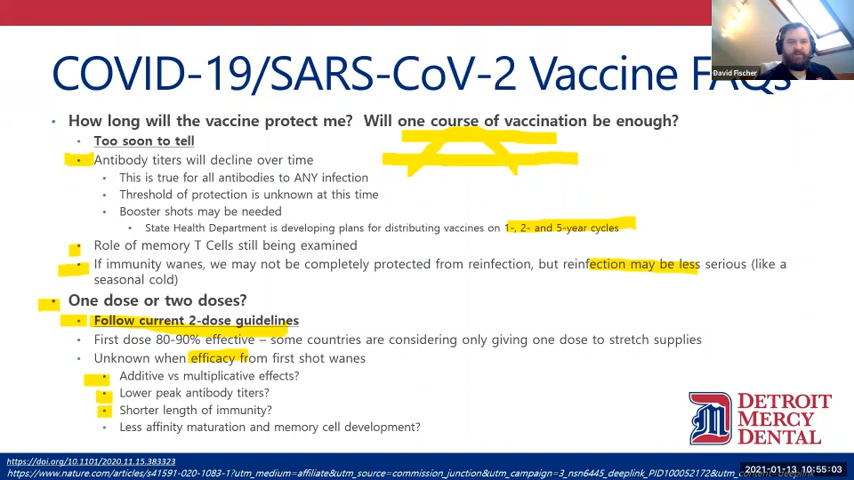 David Fischer
COVID-19/SARS-CoV-2 Vaccine FAQs
• How long will the vaccine protect me? Will one course of vaccination be enough?
• Too soon to tell
• Antibody titers will decline over time
• This is true for all antibodies to ANY infection
• Threshold of protection is unknown at this time
• Booster shots may be needed
• State Health Department is developing plans for distributing vaccines on 1-, 2- and 5-year cycles
• Role of memory T Cells still being examined
• If immunity wanes, we may not be completely protected from reinfection, but reinfection may be less serious (like a
seasonal cold)
• One dose or two doses?
• Follow current 2-dose guidelines
• First dose 80-90% effective – some countries are considering only giving one dose to stretch supplies
• Unknown when efficacy from first shot wanes
• Additive vs multiplicative effects?
• Lower peak antibody titers?
• Shorter length of immunity?
• Less affinity maturation and memory cell development?
DETROIT
MERCY
DENTAL
https://doi.org/10.1101/2020.11.15.383323
https://www.nature.com/articles/s41591-020-1083-1?utm_medium=affiliate&utm_source=commission_junction&utm_campaign=3_nsn6445_deeplink_PID100052172&utm_content=deeplink
2021-01-13 10:55:03